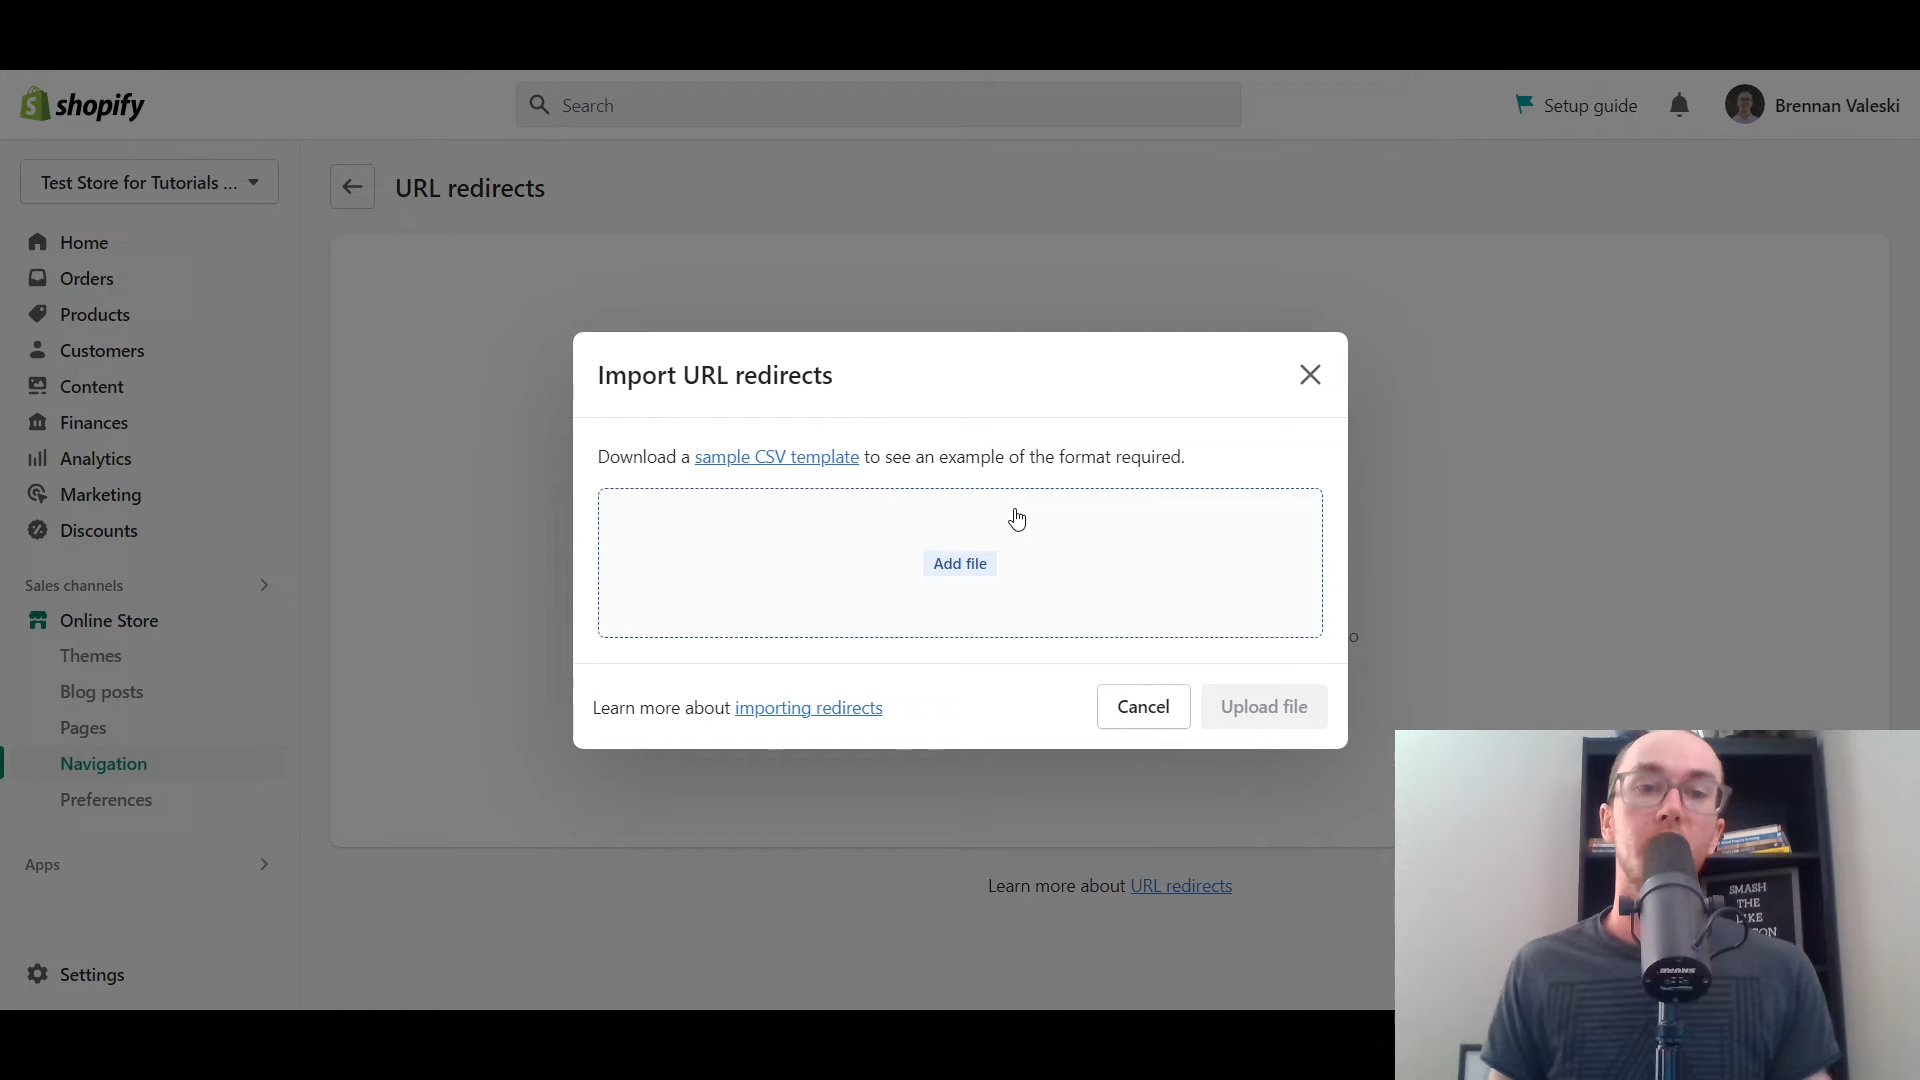 shopify
Search
Setup guide
Brennan Valeski
Test Store for Tutorials ...
URL redirects
Home
Orders
Products
Customers
Content
Finances
Analytics
Marketing
Discounts
Sales channels
Online Store
Themes
Blog posts
Pages
Navigation
Preferences
Apps
Settings
Import URL redirects
Download a sample CSV template to see an example of the format required.
Add file
o
Learn more about importing redirects
Cancel
Upload file
Learn more about URL redirects
SMASH
THE
LIKE
SHURE